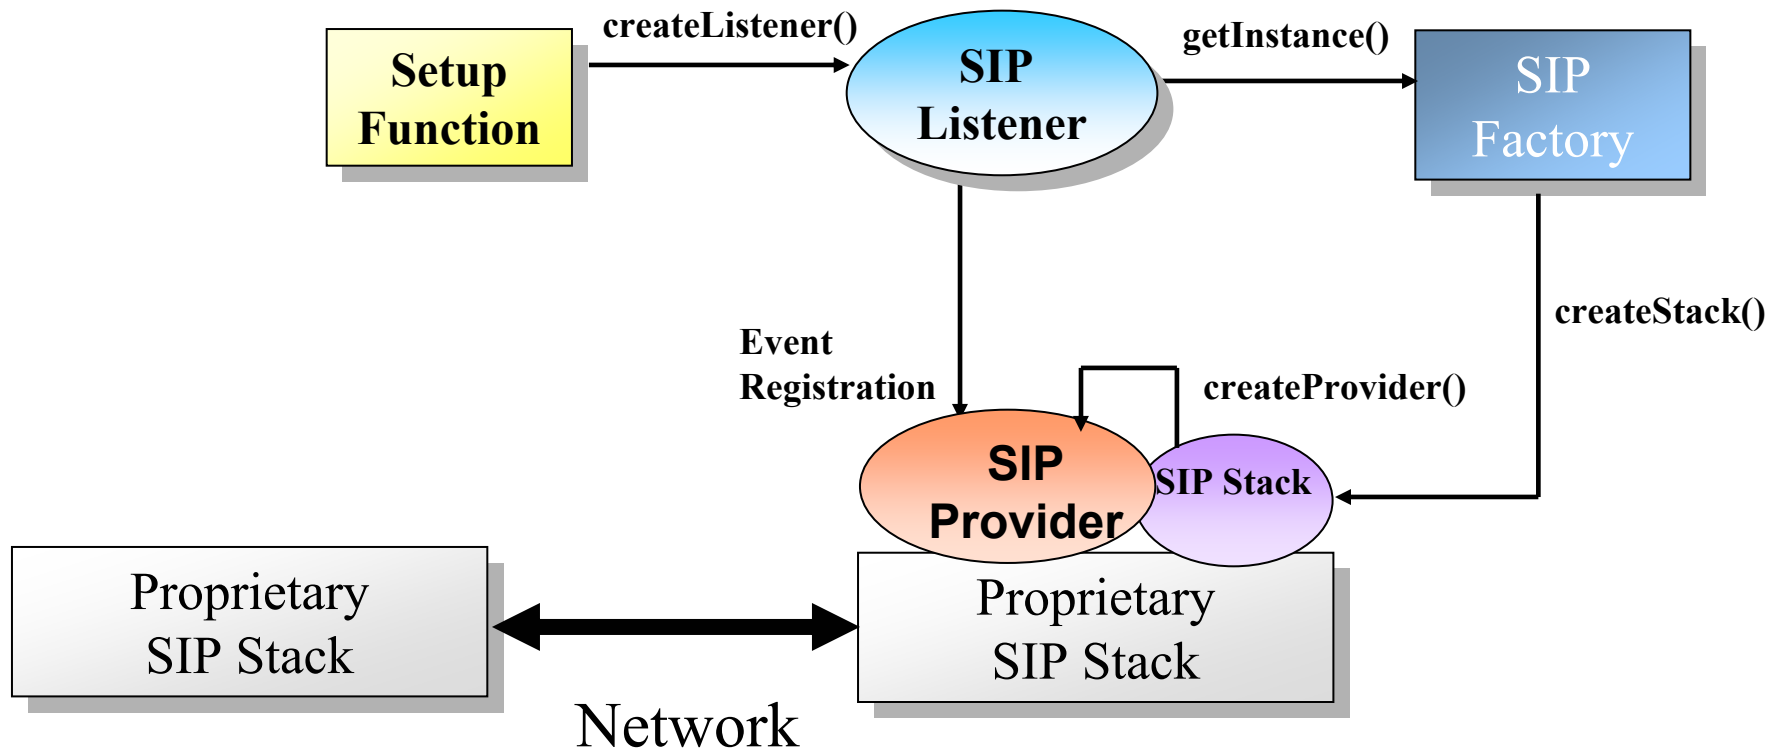 createListener()
getInstance()
Setup
Function
SIP
Listener
SIP
Factory
createStack()
Event
Registration
createProvider()
SIP
Provider
SIP Stack
Proprietary
SIP Stack
Proprietary
SIP Stack
Network